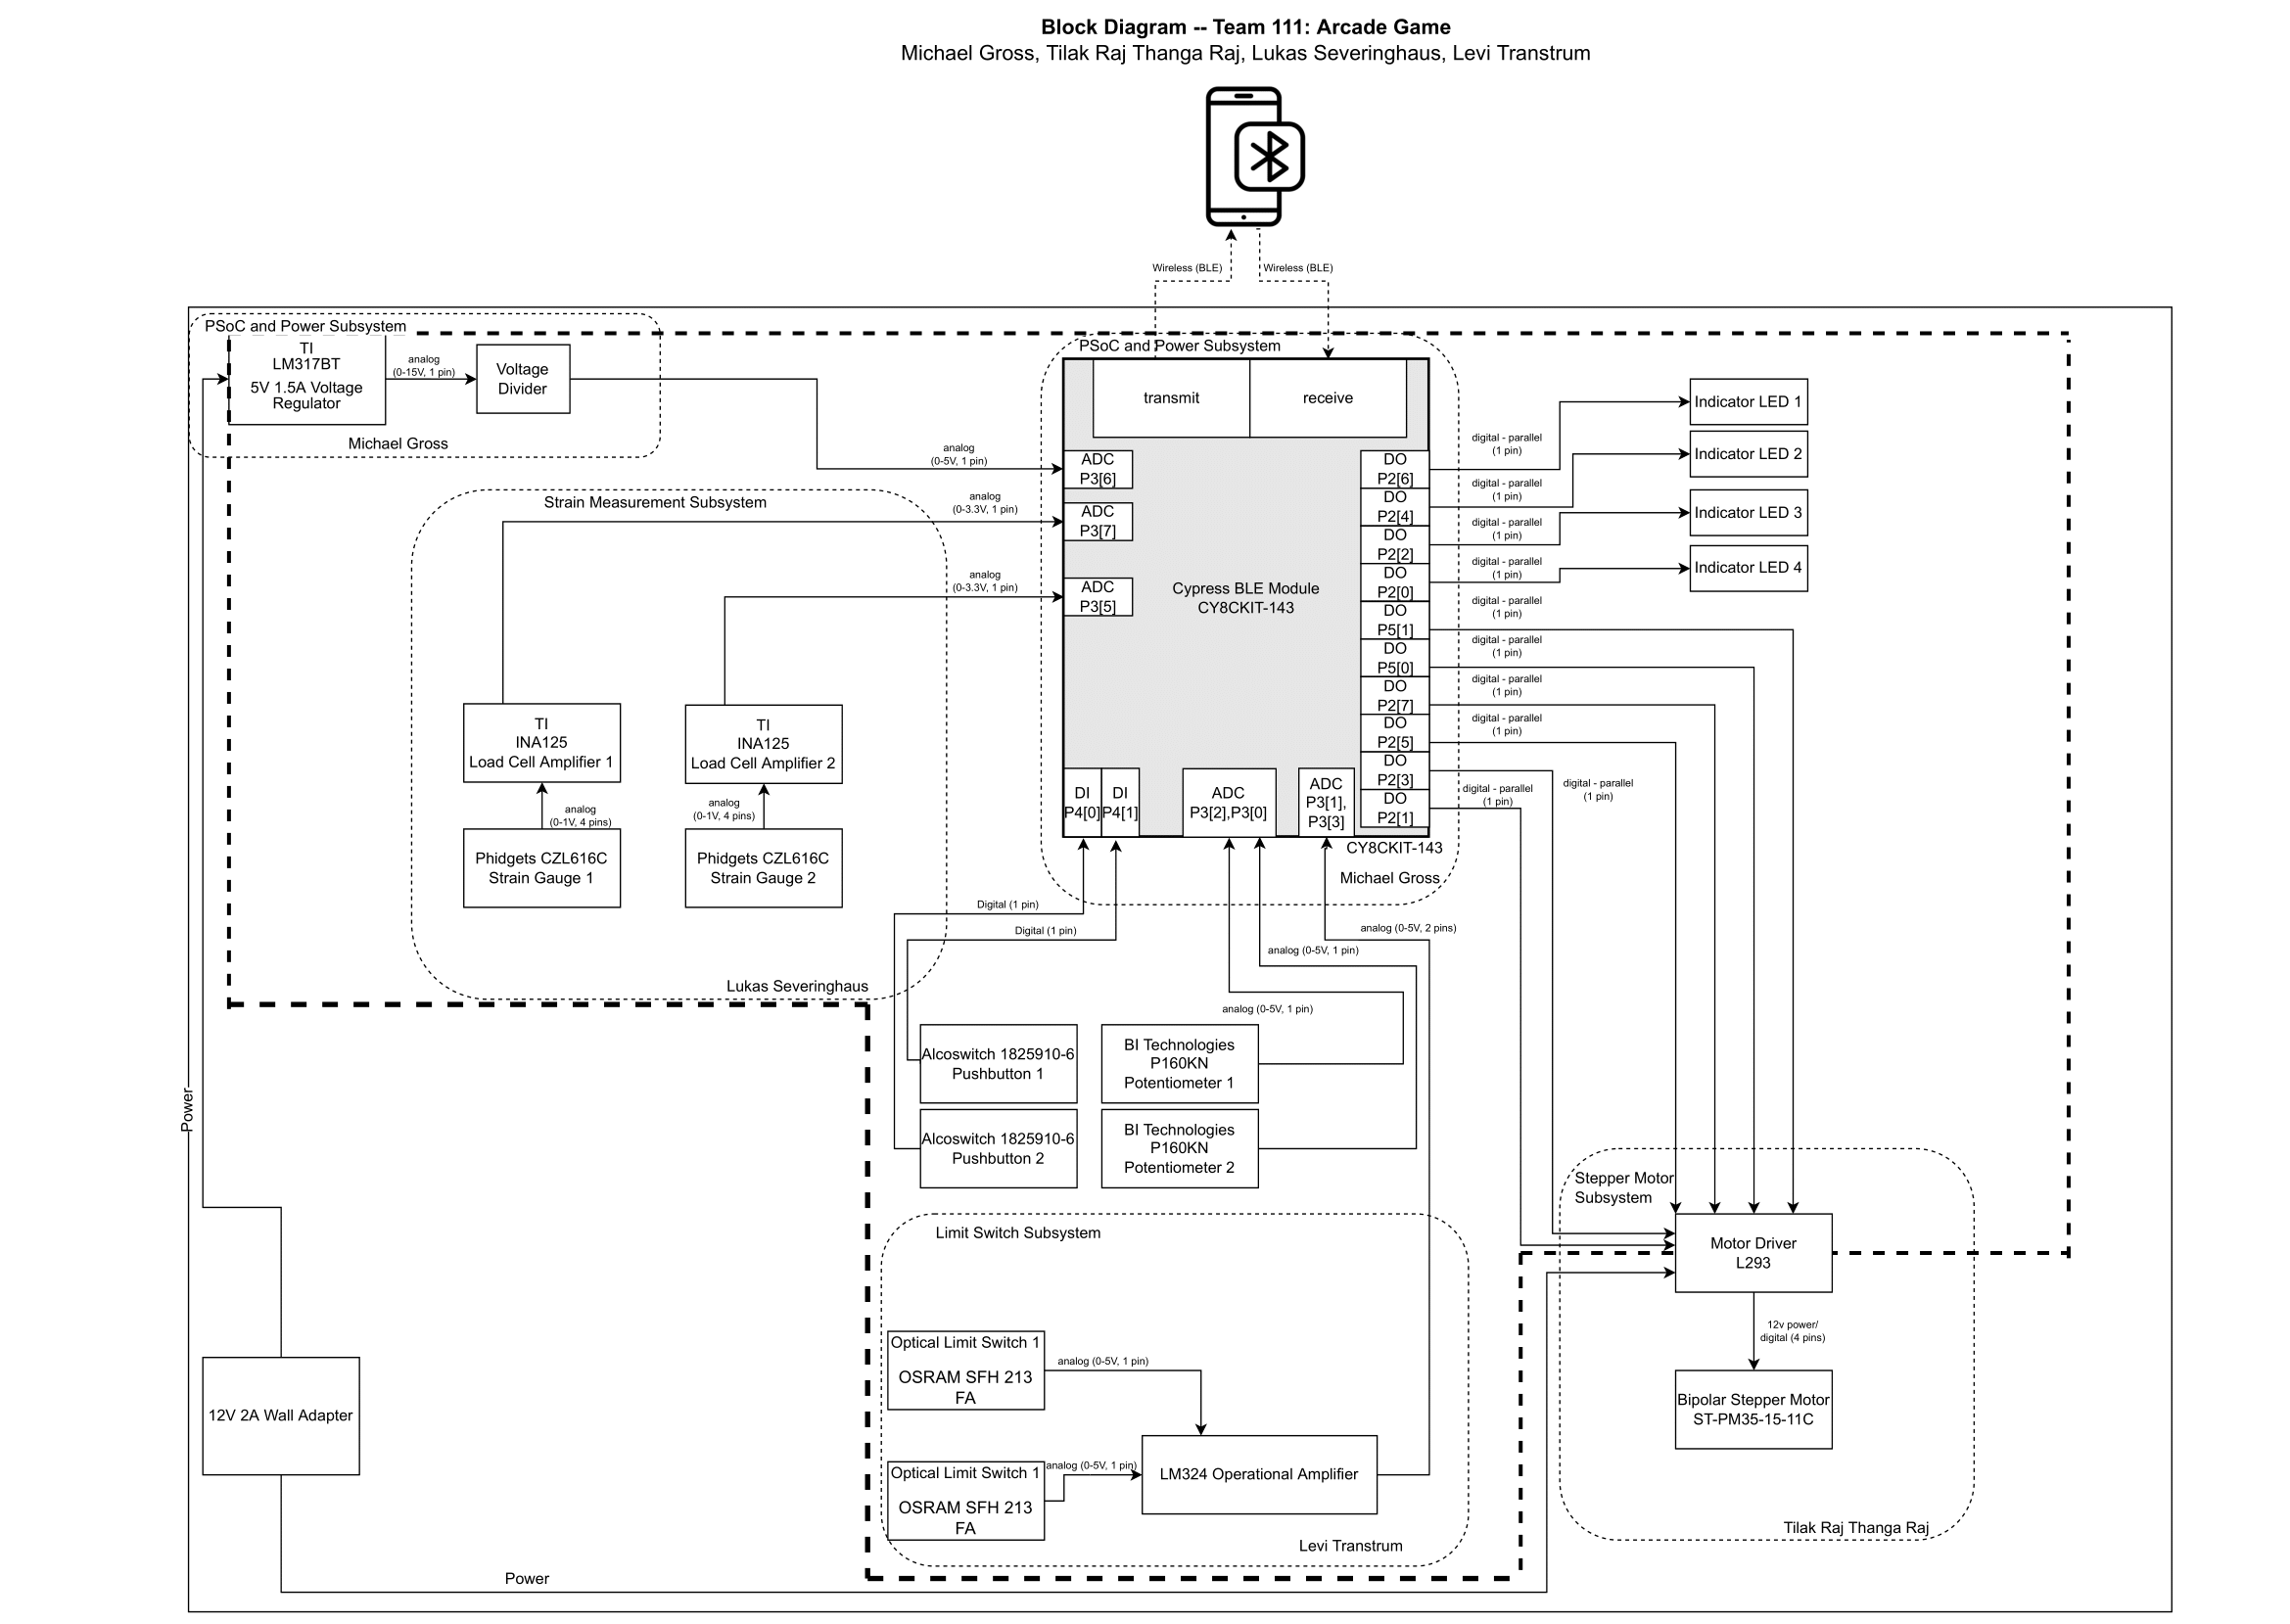 Block Diagram -- Team 111: Arcade Game
Michael Gross, Tilak Raj Thanga Raj, Lukas Severinghaus, Levi Transtrum
Wireless (BLE)
Wireless (BLE)
PSoC and Power Subsystem
TI
LM317BT
5V 1.5A Voltage
Regulator
analog
(0-15V, 1 pin)
Voltage
Divider
Michael Gross
PSoC and Power Subsystem
transmit
receive
analog
(0-5V, 1 pin)
ADC
P3[6]
analog
(0-3.3V, 1 pin)
ADC
P3[7]
analog
(0-3.3V, 1 pin)
ADC
P3[5]
Cypress BLE Module
CY8CKIT-143
DO
P2[6]
DO
P2[4]
DO
P2[2]
DO
P2[0]
DO
P5[1]
DO
P5[0]
DO
P2[7]
DO
P2[5]
DO
P2[3]
DO
P2[1]
DI
P4[0]
DI
P4[1]
ADC
P3[2],P3[0]
ADC
P3[1],
P3[3]
CY8CKIT-143
Michael Gross
digital - parallel
(1 pin)
digital - parallel
(1 pin)
digital - parallel
(1 pin)
digital - parallel
(1 pin)
digital - parallel
(1 pin)
digital - parallel
(1 pin)
digital - parallel
(1 pin)
digital - parallel
(1 pin)
digital - parallel
(1 pin)
digital - parallel
(1 pin)
Indicator LED 1
Indicator LED 2
Indicator LED 3
Indicator LED 4
Strain Measurement Subsystem
TI
INA125
Load Cell Amplifier 1
TI
INA125
Load Cell Amplifier 2
analog
(0-1V, 4 pins)
analog
(0-1V, 4 pins)
Phidgets CZL616C
Strain Gauge 1
Phidgets CZL616C
Strain Gauge 2
Lukas Severinghaus
Digital (1 pin)
Digital (1 pin)
analog (0-5V, 2 pins)
analog (0-5V, 1 pin)
analog (0-5V, 1 pin)
Alcoswitch 1825910-6
Pushbutton 1
BI Technologies
P160KN
Potentiometer 1
Alcoswitch 1825910-6
Pushbutton 2
BI Technologies
P160KN
Potentiometer 2
Power
Stepper Motor
Subsystem
Motor Driver
L293
12v power/
digital (4 pins)
Bipolar Stepper Motor
ST-PM35-15-11C
Tilak Raj Thanga Raj
Limit Switch Subsystem
Optical Limit Switch 1
OSRAM SFH 213
FA
analog (0-5V, 1 pin)
Optical Limit Switch 1
OSRAM SFH 213
FA
analog (0-5V, 1 pin)
LM324 Operational Amplifier
Levi Transtrum
12V 2A Wall Adapter
Power